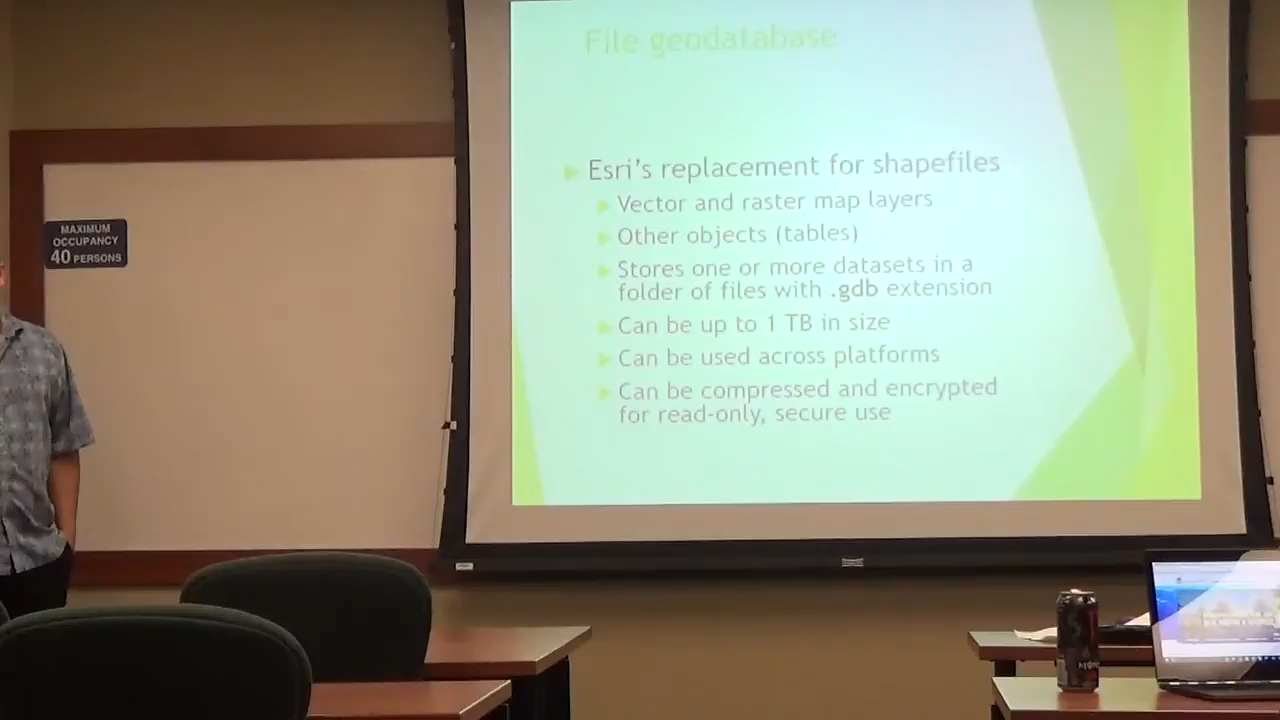 File geodatabase
Esri's replacement for shapefiles
Vector and raster map layers
Other objects (tables)
Stores one or more datasets in a
folder of files with .gdb extension
Can be up to 1 TB in size
Can be used across platforms
Can be compressed and encrypted
for read-only, secure use
MAXIMUM
OCCUPANCY
40 PERSONS